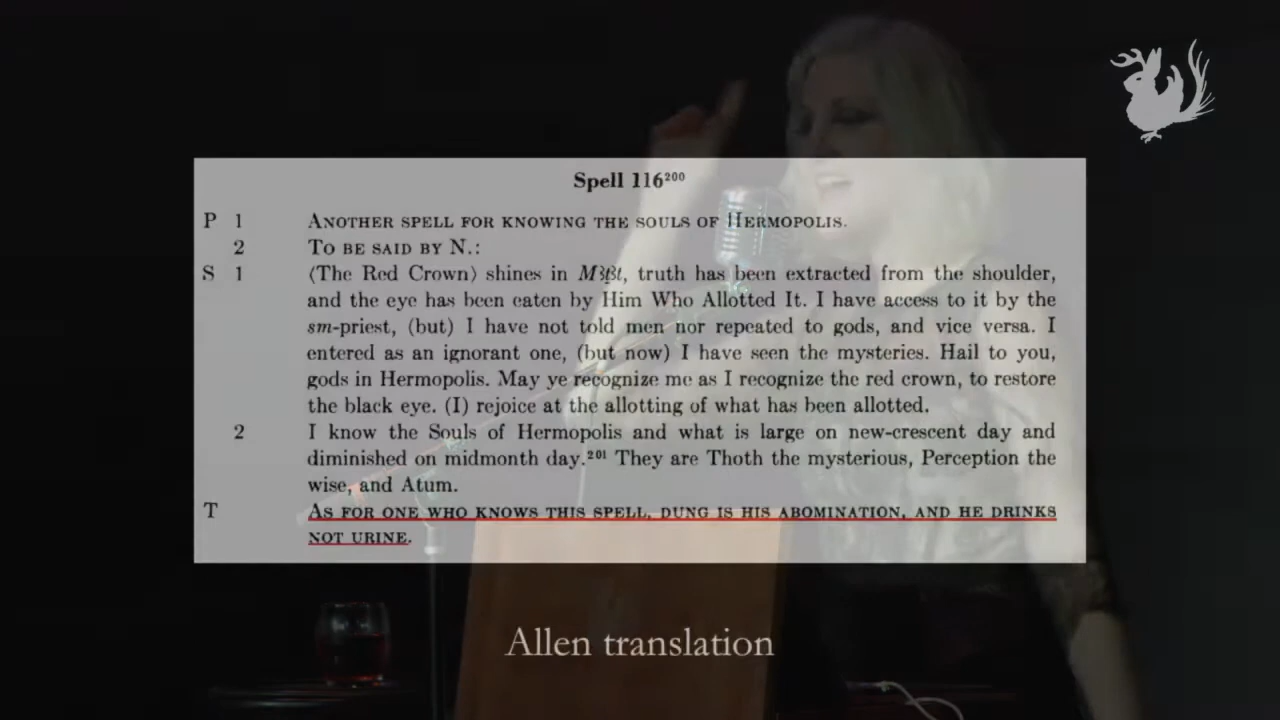 Spell 116²⁰⁰
P 1 ANOTHER SPELL FOR KNOWING THE SOULS OF HERMOPOLIS.
2 TO BE SAID BY N.:
S 1 ⟨The Red Crown⟩ shines in Mꜣṯꜣt, truth has been extracted from the shoulder,
and the eye has been eaten by Him Who Allotted It. I have access to it by the
sm-priest, (but) I have not told men nor repeated to gods, and vice versa. I
entered as an ignorant one, (but now) I have seen the mysteries. Hail to you,
gods in Hermopolis. May ye recognize me as I recognize the red crown, to restore
the black eye. (I) rejoice at the allotting of what has been allotted.
2 I know the Souls of Hermopolis and what is large on new-crescent day and
diminished on midmonth day.²⁰¹ They are Thoth the mysterious, Perception the
wise, and Atum.
T AS FOR ONE WHO KNOWS THIS SPELL, DUNG IS HIS ABOMINATION, AND HE DRINKS
NOT URINE.
Allen translation